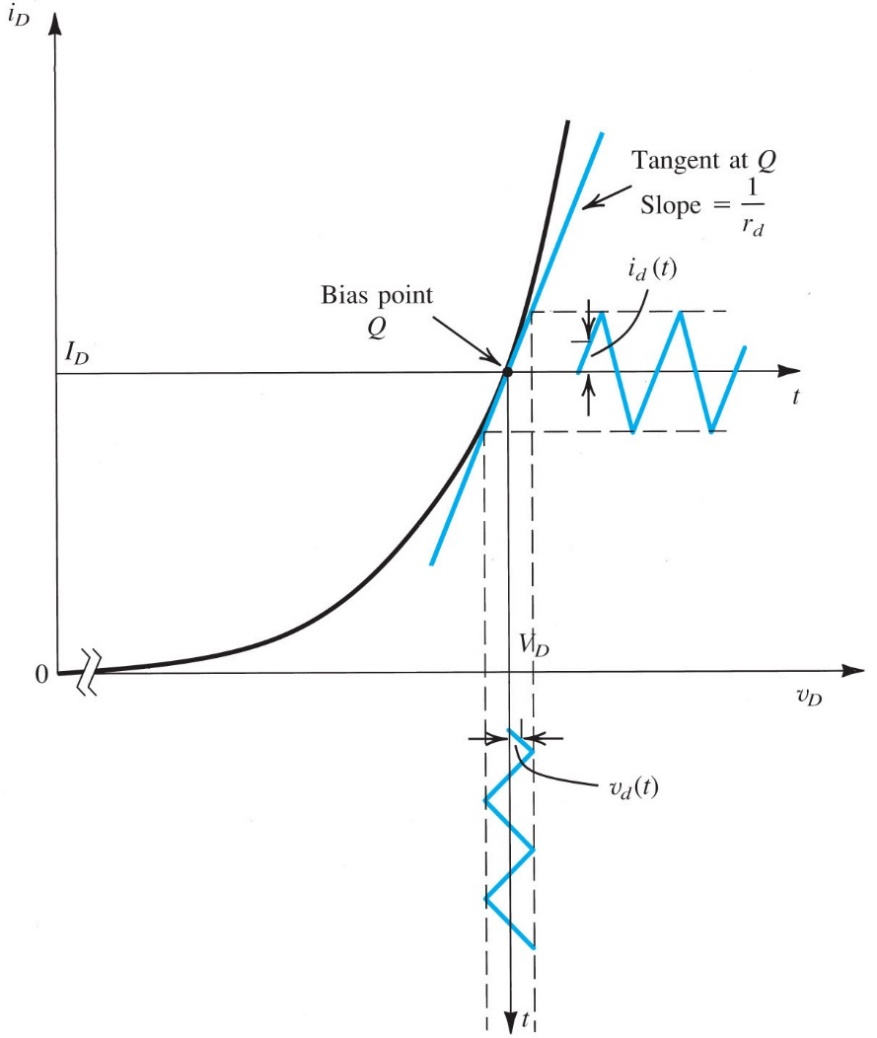 i_D
Tangent at Q
Slope = 1/r_d
i_d (t)
Bias point
Q
I_D
t
V_D
0
v_D
v_d (t)
t